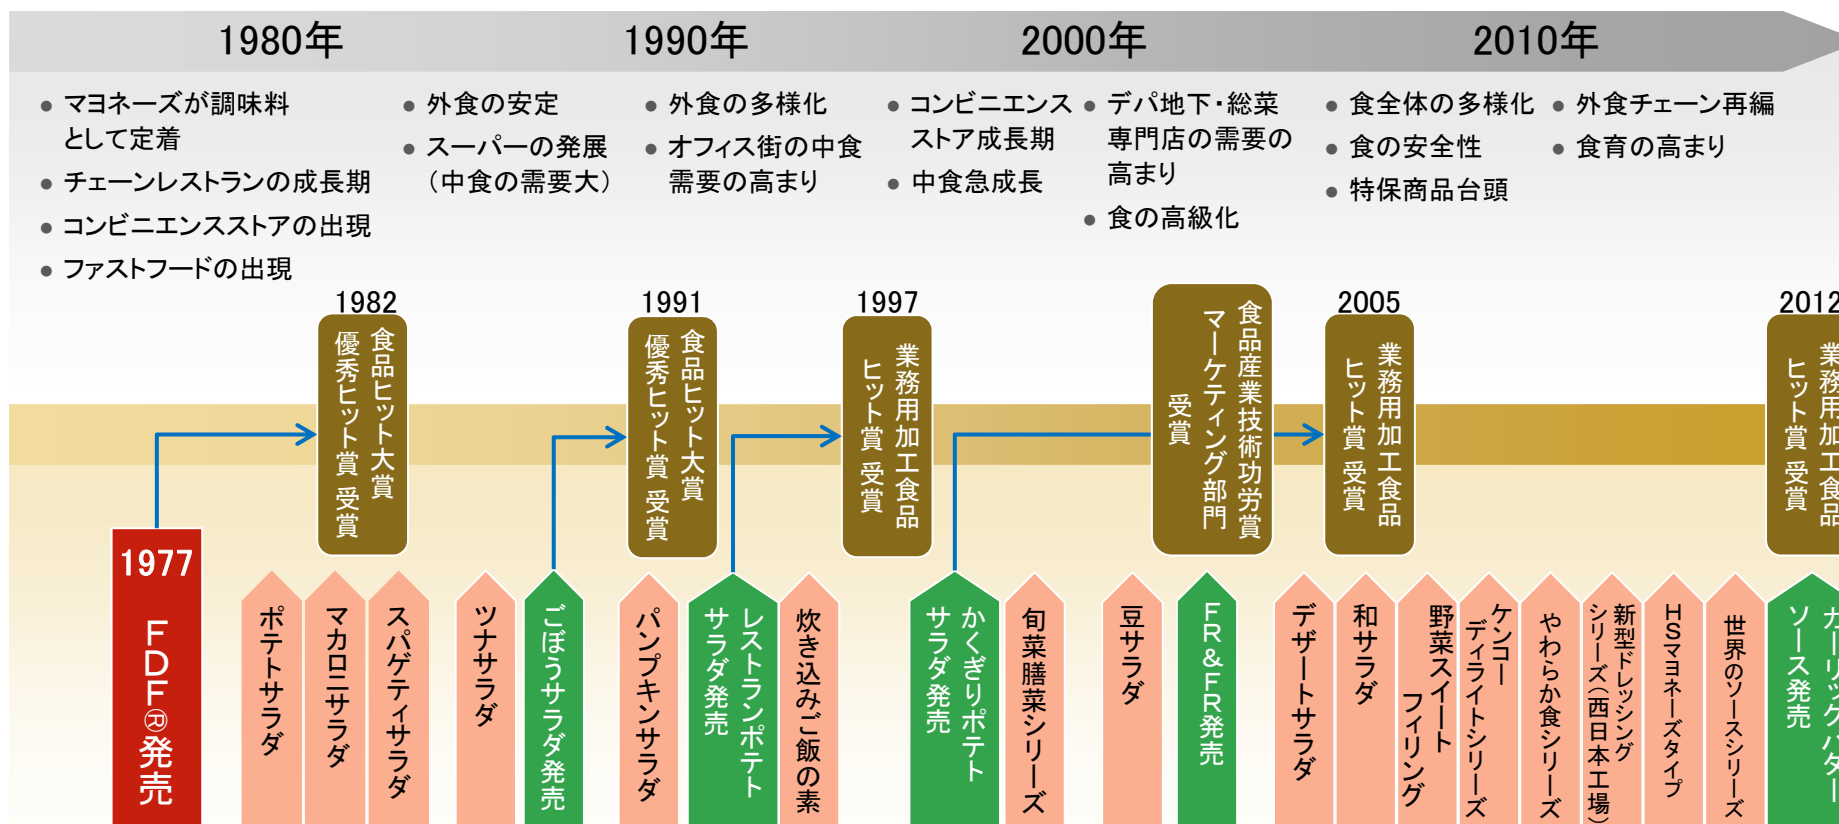 1980年
1990年
2000年
2010年
● マヨネーズが調味料
として定着
● チェーンレストランの成長期
● コンビニエンスストアの出現
● ファストフードの出現
● 外食の安定
● スーパーの発展
（中食の需要大）
● 外食の多様化
● オフィス街の中食
需要の高まり
● コンビニエンス
ストア成長期
● 中食急成長
● デパ地下・総菜
専門店の需要の
高まり
● 食の高級化
● 食全体の多様化
● 食の安全性
● 特保商品台頭
● 外食チェーン再編
● 食育の高まり
1982
食品ヒット大賞
優秀ヒット賞 受賞
1991
食品ヒット大賞
優秀ヒット賞 受賞
1997
業務用加工食品
ヒット賞 受賞
食品産業技術功労賞
マーケティング部門
受賞
2005
業務用加工食品
ヒット賞 受賞
2012
業務用加工食品
ヒット賞 受賞
1977
ＦＤＦ®発売
ポテトサラダ
マカロニサラダ
スパゲティサラダ
ツナサラダ
ごぼうサラダ発売
パンプキンサラダ
レストランポテト
サラダ発売
炊き込みご飯の素
かくぎりポテト
サラダ発売
旬菜膳菜シリーズ
豆サラダ
ＦＲ＆ＦＲ発売
デザートサラダ
和サラダ
野菜スイート
フィリング
ケンコー
ディライトシリーズ
やわらか食シリーズ
新型ドレッシング
シリーズ（西日本工場）
HSマヨネーズタイプ
世界のソースシリーズ
ガーリックバター
ソース発売